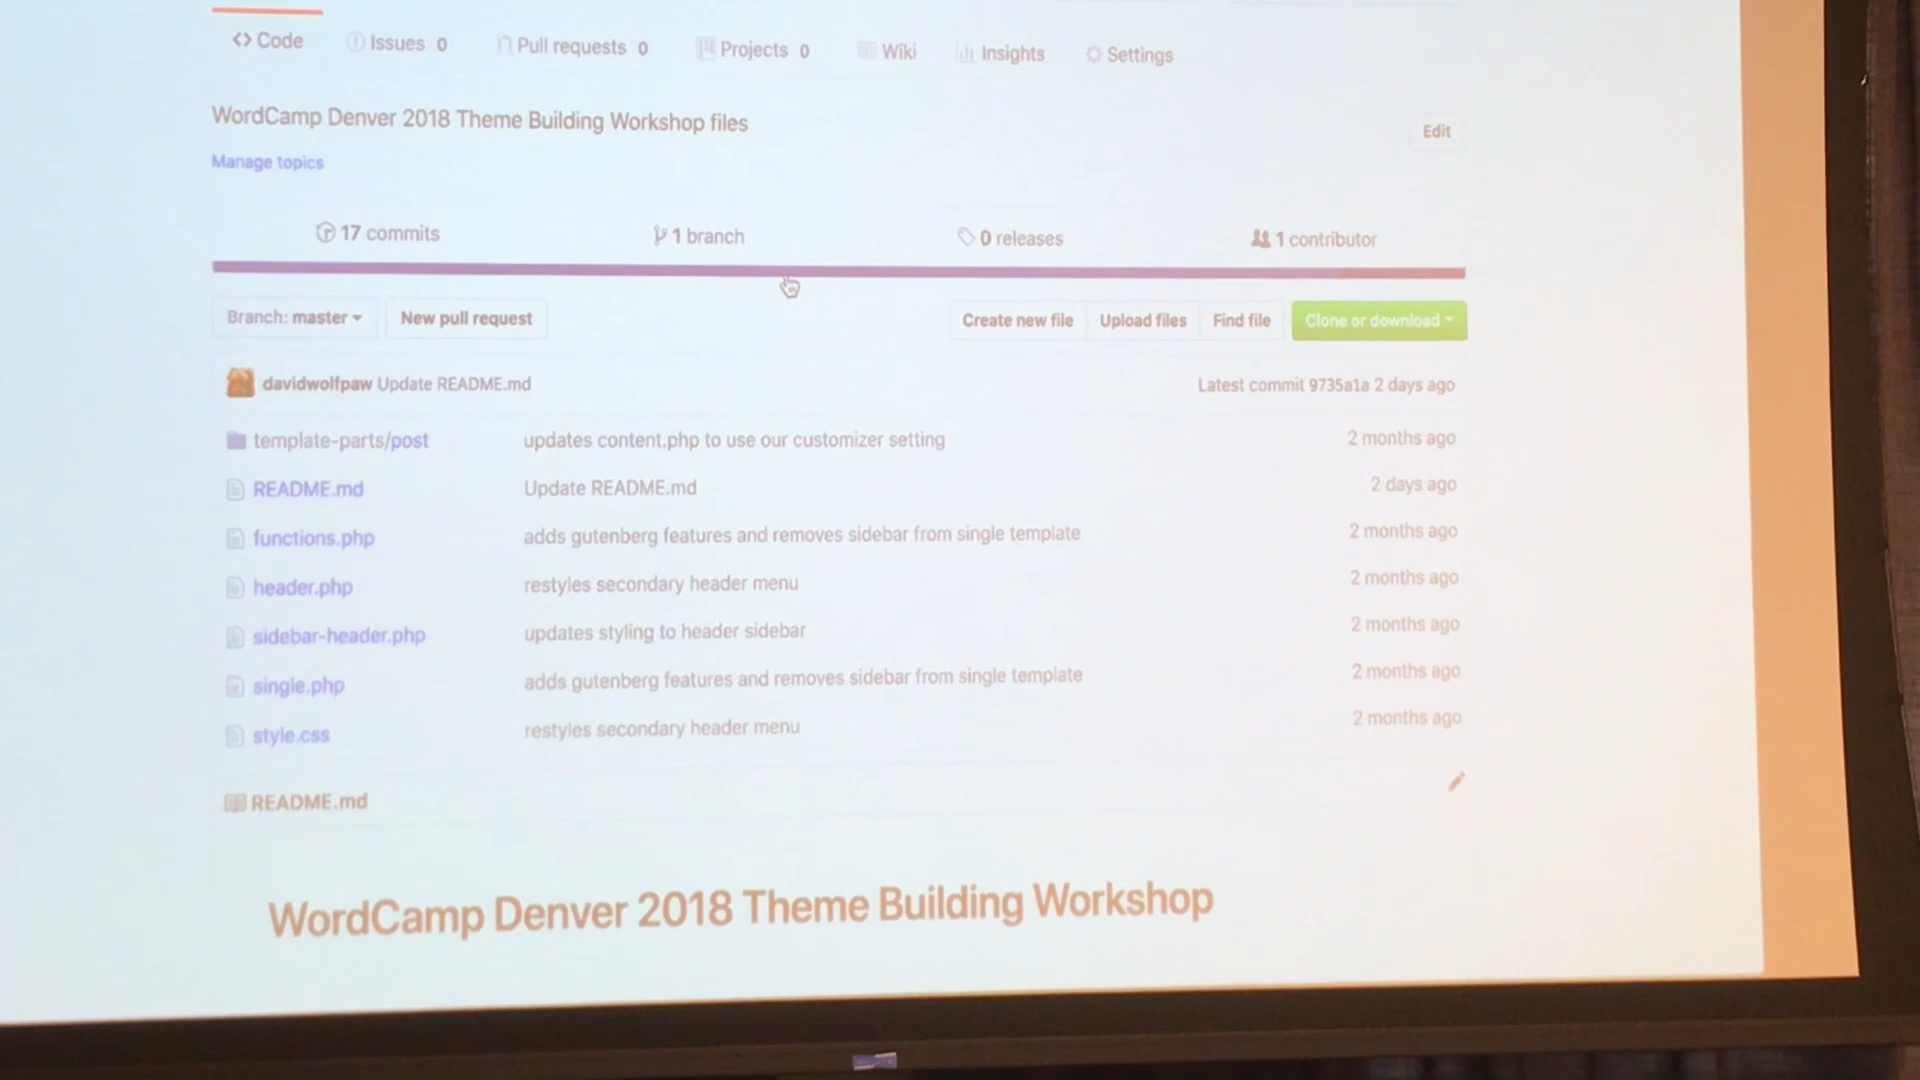 Code Issues 0 Pull requests 0 Projects 0 Wiki Insights Settings
WordCamp Denver 2018 Theme Building Workshop files
Edit
Manage topics
17 commits 1 branch 0 releases 1 contributor
Branch: master New pull request Create new file Upload files Find file Clone or download
davidwolfpaw Update README.md Latest commit 9735a1a 2 days ago
template-parts/post updates content.php to use our customizer setting 2 months ago
README.md Update README.md 2 days ago
functions.php adds gutenberg features and removes sidebar from single template 2 months ago
header.php restyles secondary header menu 2 months ago
sidebar-header.php updates styling to header sidebar 2 months ago
single.php adds gutenberg features and removes sidebar from single template 2 months ago
style.css restyles secondary header menu 2 months ago
README.md
WordCamp Denver 2018 Theme Building Workshop